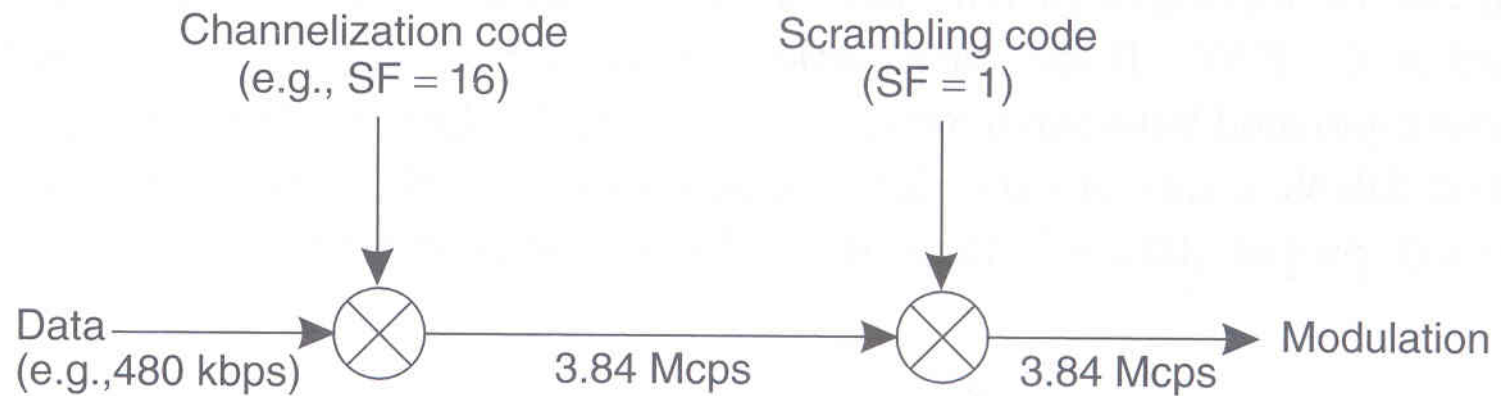 Channelization code
(e.g., SF = 16)
Scrambling code
(SF = 1)
Data
(e.g.,480 kbps)
3.84 Mcps
3.84 Mcps
Modulation